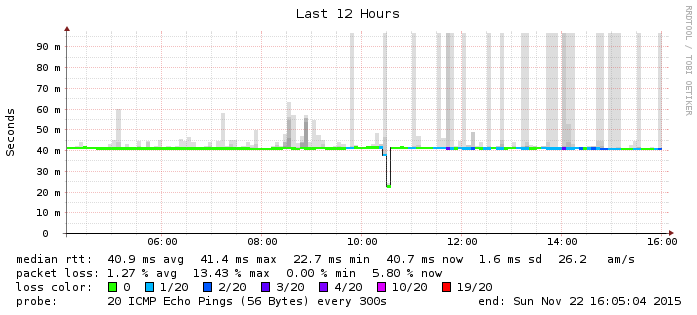 Last 12 Hours
RRDTOOL / TOBI OETIKER
Seconds
90 m
80 m
70 m
60 m
50 m
40 m
30 m
20 m
10 m
0
06:00 08:00 10:00 12:00 14:00 16:00
median rtt: 40.9 ms avg 41.4 ms max 22.7 ms min 40.7 ms now 1.6 ms sd 26.2 am/s
packet loss: 1.27 % avg 13.43 % max 0.00 % min 5.80 % now
loss color: 0 1/20 2/20 3/20 4/20 10/20 19/20
probe: 20 ICMP Echo Pings (56 Bytes) every 300s end: Sun Nov 22 16:05:04 2015